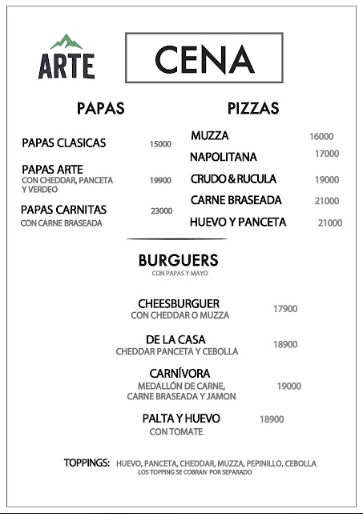 ARTE
CENA
PAPAS
PAPAS CLASICAS 15000
PAPAS ARTE
CON CHEDDAR, PANCETA 19900
Y VERDEO
PAPAS CARNITAS 23000
CON CARNE BRASEADA
PIZZAS
MUZZA 16000
NAPOLITANA 17000
CRUDO & RUCULA 19000
CARNE BRASEADA 21000
HUEVO Y PANCETA 21000
BURGUERS
CON PAPAS Y MAYO
CHEESBURGUER 17900
CON CHEDDAR O MUZZA
DE LA CASA 18900
CHEDDAR PANCETA Y CEBOLLA
CARNÍVORA
MEDALLÓN DE CARNE, 19000
CARNE BRASEADA Y JAMON
PALTA Y HUEVO 18900
CON TOMATE
TOPPINGS: HUEVO, PANCETA, CHEDDAR, MUZZA, PEPINILLO, CEBOLLA
LOS TOPPING SE COBRAN POR SEPARADO